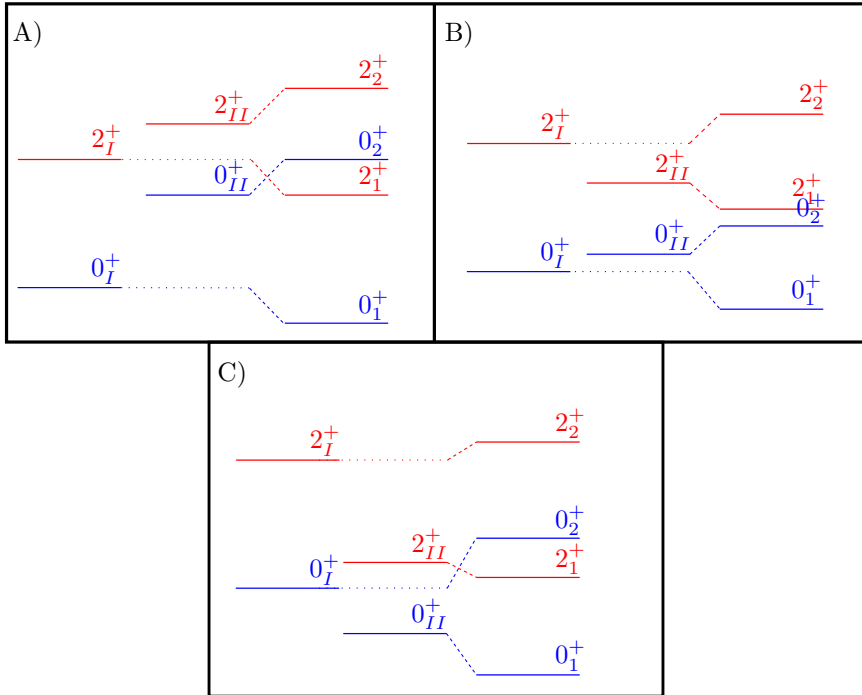 A)
2_2^+
2_{II}^+
2_I^+
0_2^+
0_{II}^+
2_1^+
0_I^+
0_1^+
B)
2_2^+
2_I^+
2_{II}^+
2_1^+
0_2^+
0_{II}^+
0_I^+
0_1^+
C)
2_2^+
2_I^+
0_2^+
2_{II}^+
2_1^+
0_I^+
0_{II}^+
0_1^+